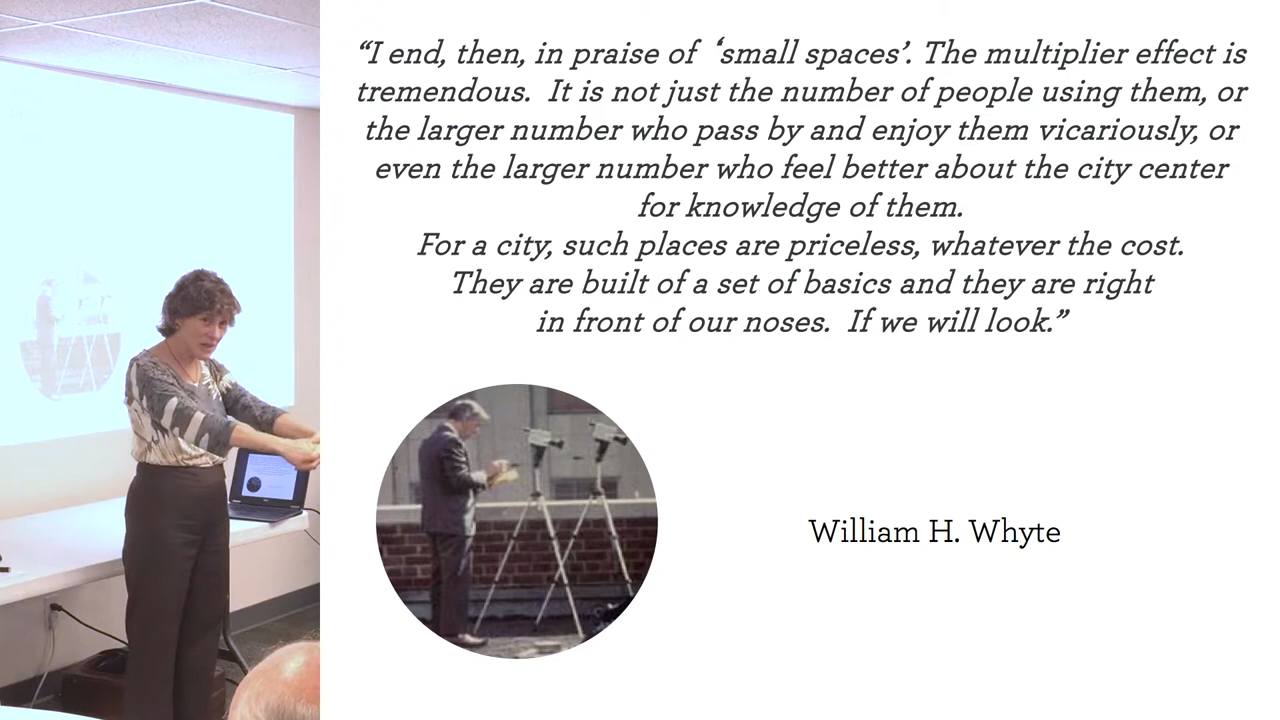 “I end, then, in praise of ‘small spaces’. The multiplier effect is
tremendous. It is not just the number of people using them, or
the larger number who pass by and enjoy them vicariously, or
even the larger number who feel better about the city center
for knowledge of them.
For a city, such places are priceless, whatever the cost.
They are built of a set of basics and they are right
in front of our noses. If we will look.”
William H. Whyte